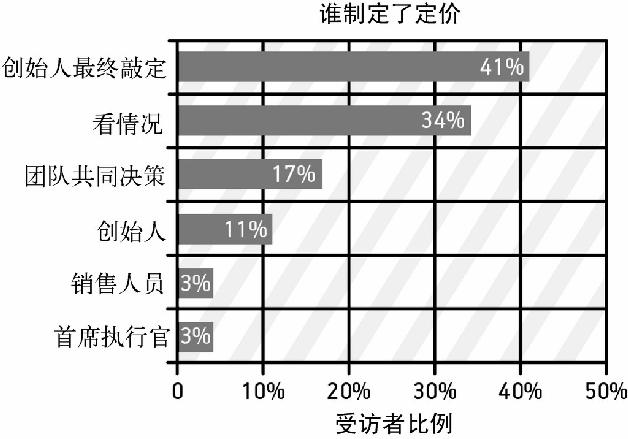 谁制定了定价
创始人最终敲定 41%
看情况 34%
团队共同决策 17%
创始人 11%
销售人员 3%
首席执行官 3%
0 10% 20% 30% 40% 50%
受访者比例